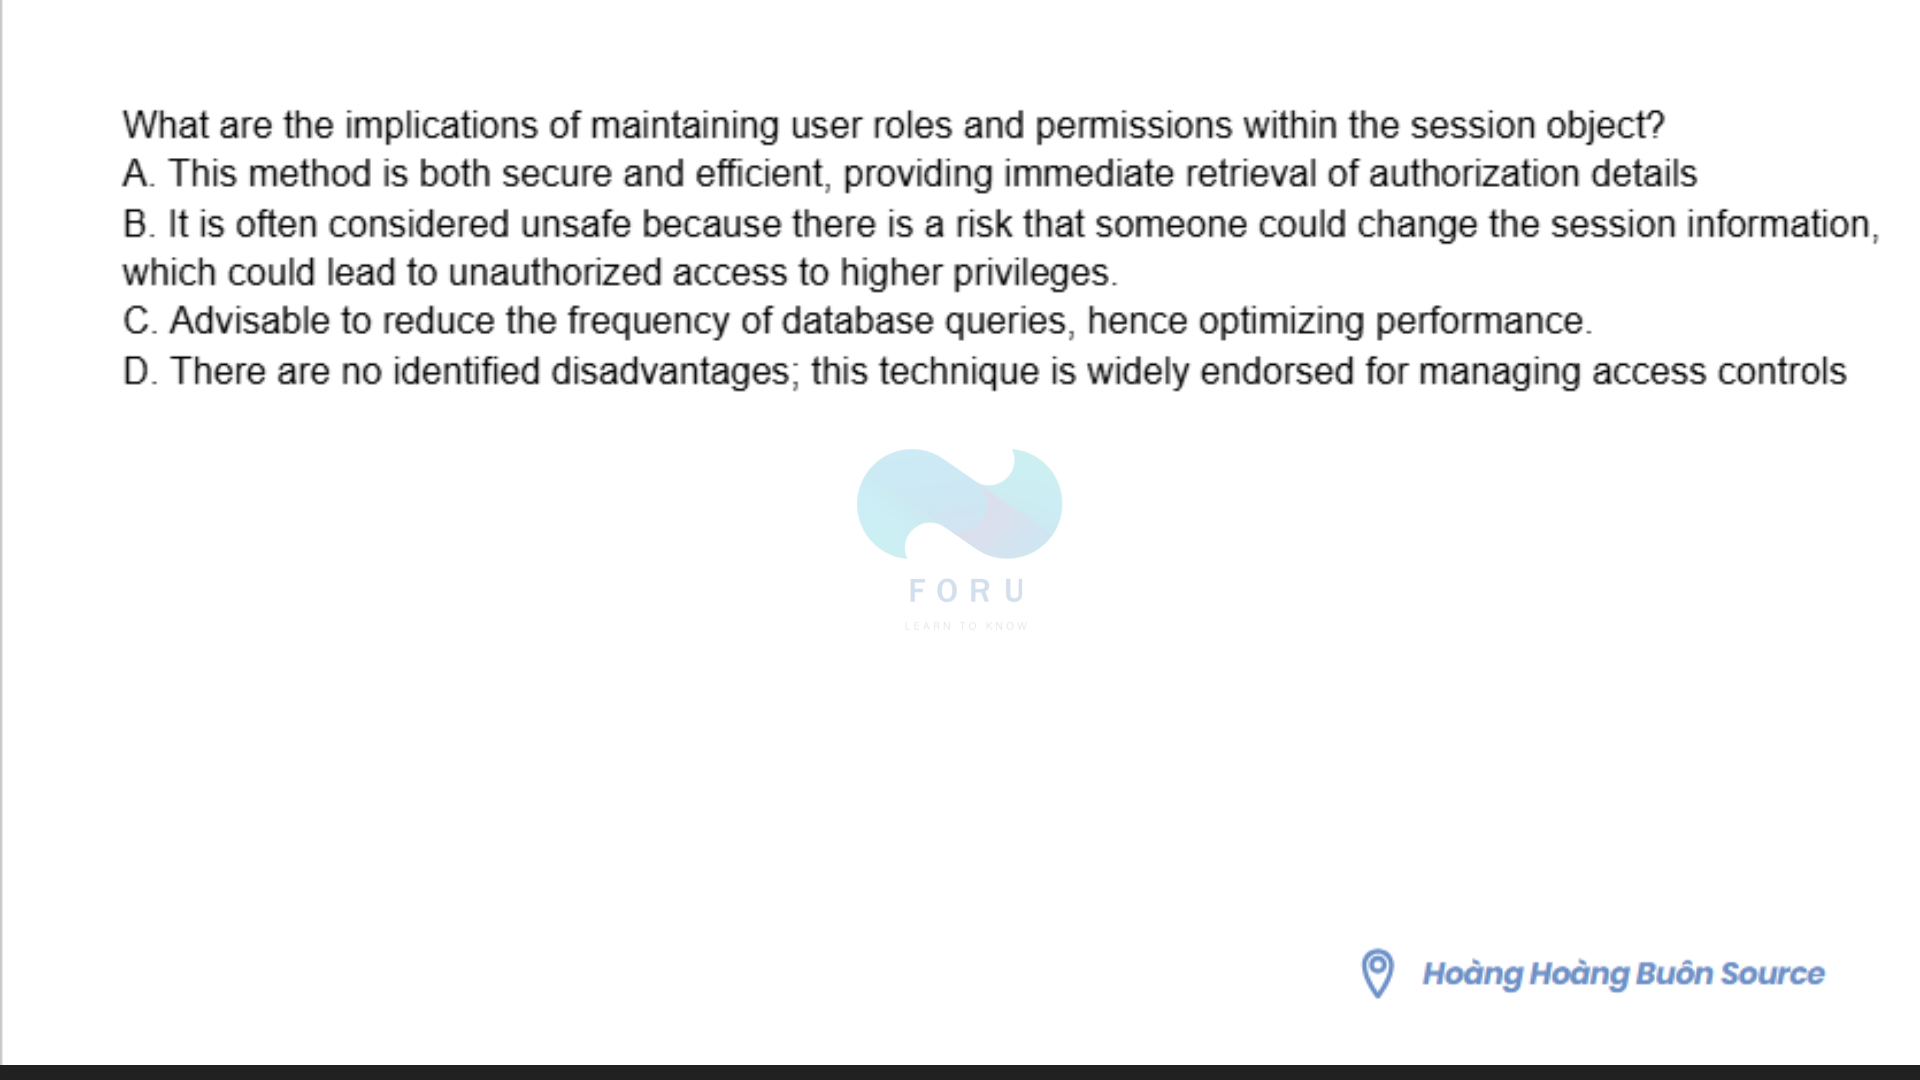 What are the implications of maintaining user roles and permissions within the session object?
A. This method is both secure and efficient, providing immediate retrieval of authorization details
B. It is often considered unsafe because there is a risk that someone could change the session information,
which could lead to unauthorized access to higher privileges.
C. Advisable to reduce the frequency of database queries, hence optimizing performance.
D. There are no identified disadvantages; this technique is widely endorsed for managing access controls
FORU
LEARN TO KNOW
Hoàng Hoàng Buôn Source